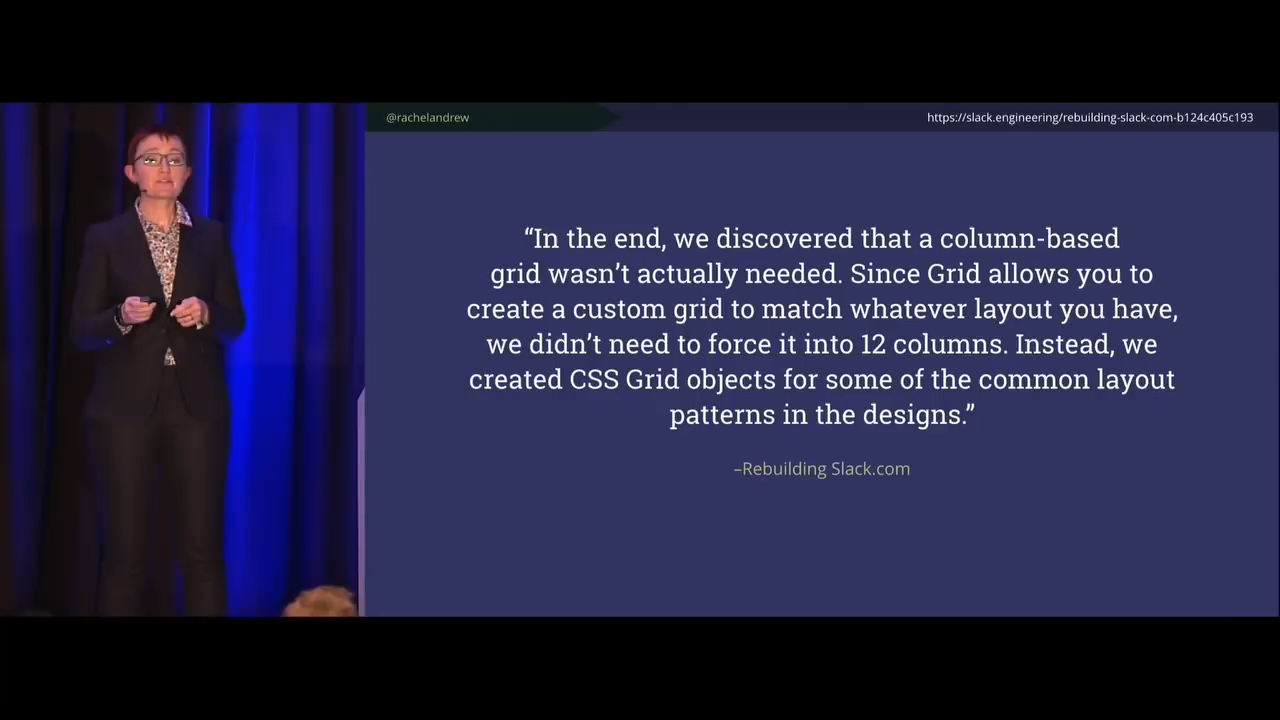 @rachelandrew
https://slack.engineering/rebuilding-slack-com-b124c405c193
“In the end, we discovered that a column-based
grid wasn’t actually needed. Since Grid allows you to
create a custom grid to match whatever layout you have,
we didn’t need to force it into 12 columns. Instead, we
created CSS Grid objects for some of the common layout
patterns in the designs.”
–Rebuilding Slack.com